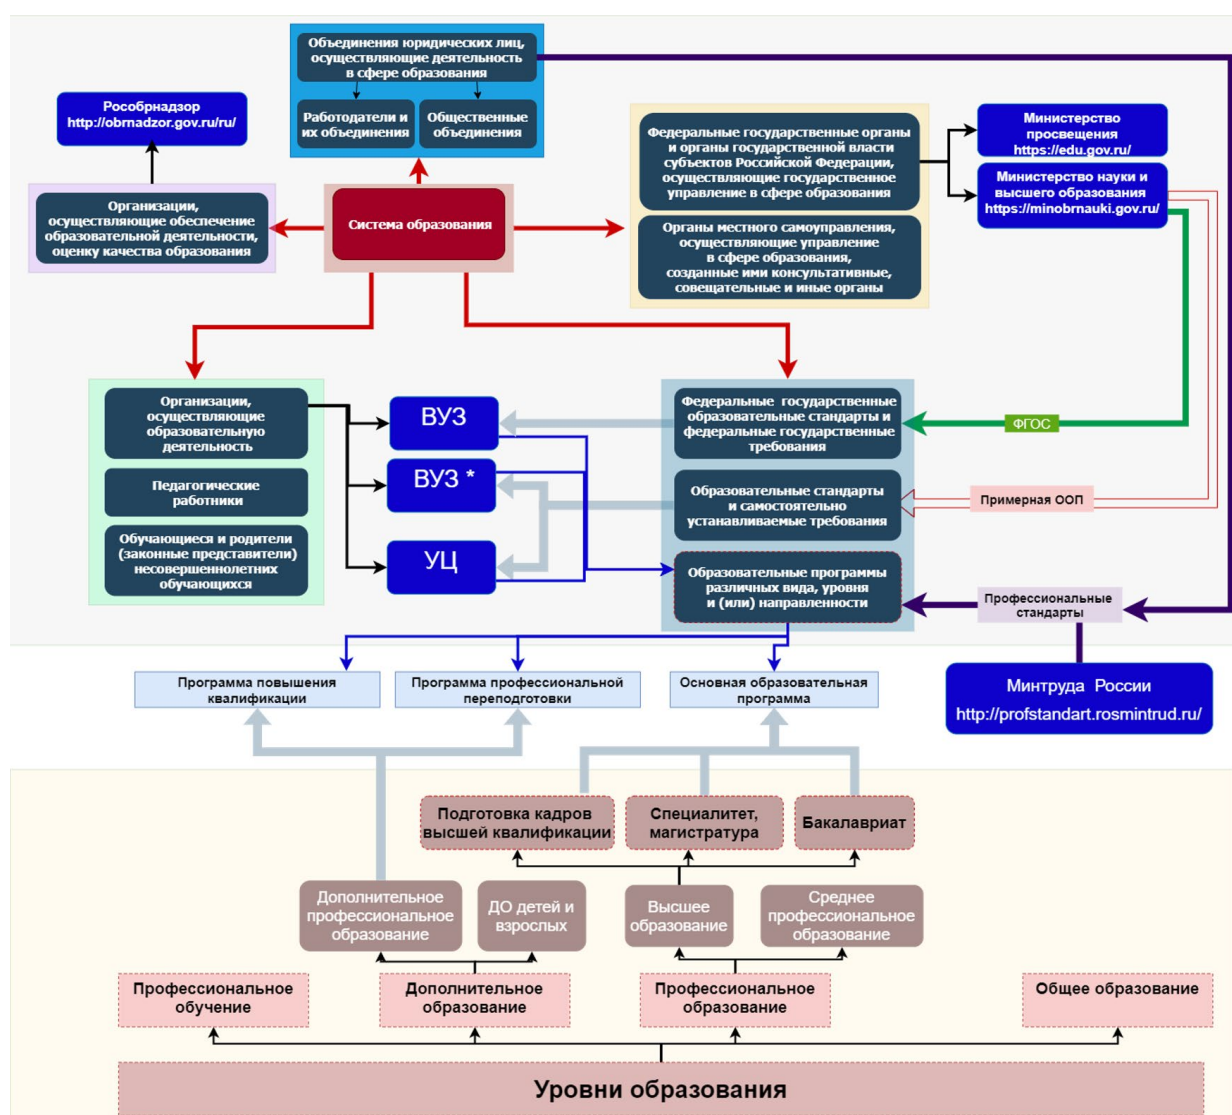 Объединения юридических лиц,
осуществляющие деятельность
в сфере образования
Работодатели и
их объединения
Общественные
объединения
Рособрнадзор
http://obrnadzor.gov.ru/ru/
Организации,
осуществляющие обеспечение
образовательной деятельности,
оценку качества образования
Система образования
Федеральные государственные органы
и органы государственной власти
субъектов Российской Федерации,
осуществляющие государственное
управление в сфере образования
Органы местного самоуправления,
осуществляющие управление
в сфере образования,
созданные ими консультативные,
совещательные и иные органы
Министерство
просвещения
https://edu.gov.ru/
Министерство науки и
высшего образования
https://minobrnauki.gov.ru/
Организации,
осуществляющие
образовательную
деятельность
Педагогические
работники
Обучающиеся и родители
(законные представители)
несовершеннолетних
обучающихся
ВУЗ
ВУЗ *
УЦ
Федеральные государственные
образовательные стандарты и
федеральные государственные
требования
Образовательные стандарты
и самостоятельно
устанавливаемые требования
Образовательные программы
различных вида, уровня
и (или) направленности
ФГОС
Примерная ООП
Профессиональные
стандарты
Минтруда России
http://profstandart.rosmintrud.ru/
Программа повышения
квалификации
Программа профессиональной
переподготовки
Основная образовательная
программа
Подготовка кадров
высшей квалификации
Специалитет,
магистратура
Бакалавриат
Дополнительное
профессиональное
образование
ДО детей и
взрослых
Высшее
образование
Среднее
профессиональное
образование
Профессиональное
обучение
Дополнительное
образование
Профессиональное
образование
Общее образование
Уровни образования